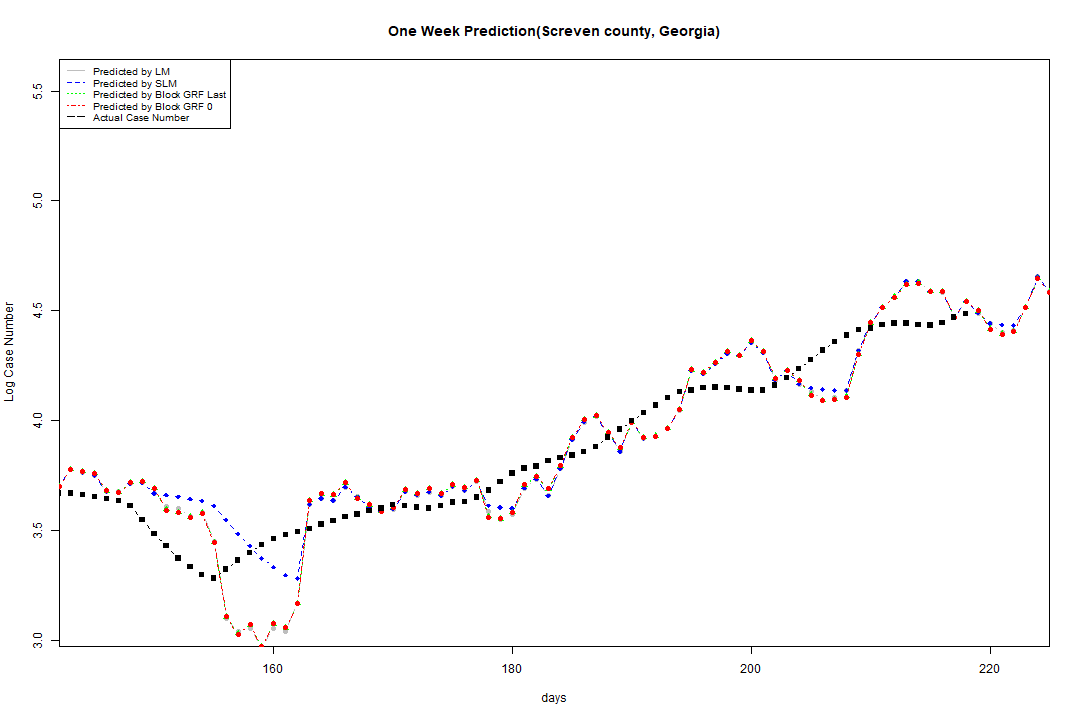 One Week Prediction(Screven county, Georgia)
Predicted by LM
Predicted by SLM
Predicted by Block GRF Last
Predicted by Block GRF 0
Actual Case Number
5.5
5.0
4.5
4.0
3.5
3.0
Log Case Number
160 180 200 220
days